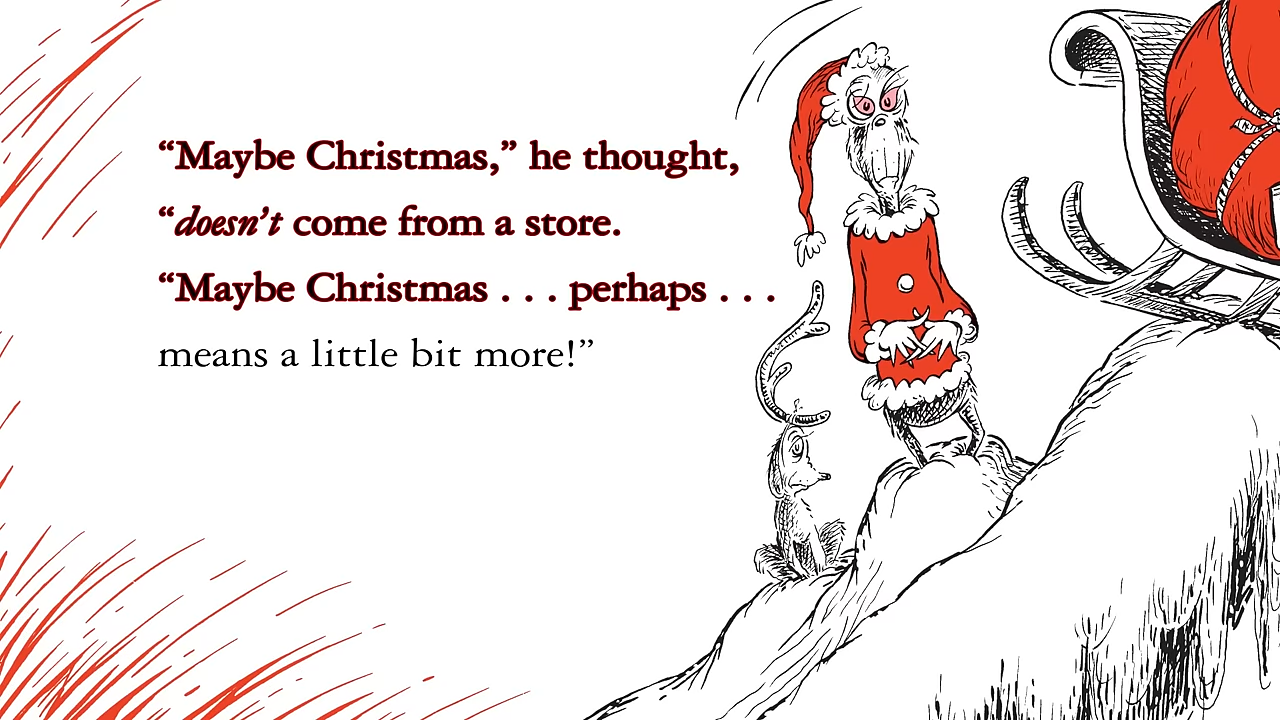 “Maybe Christmas,” he thought,
“doesn’t come from a store.
“Maybe Christmas . . . perhaps . . .
means a little bit more!”